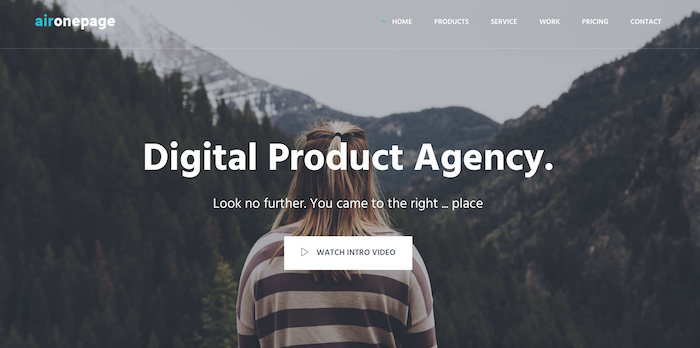 aironepage
HOME PRODUCTS SERVICE WORK PRICING CONTACT
Digital Product Agency.
Look no further. You came to the right ... place
WATCH INTRO VIDEO